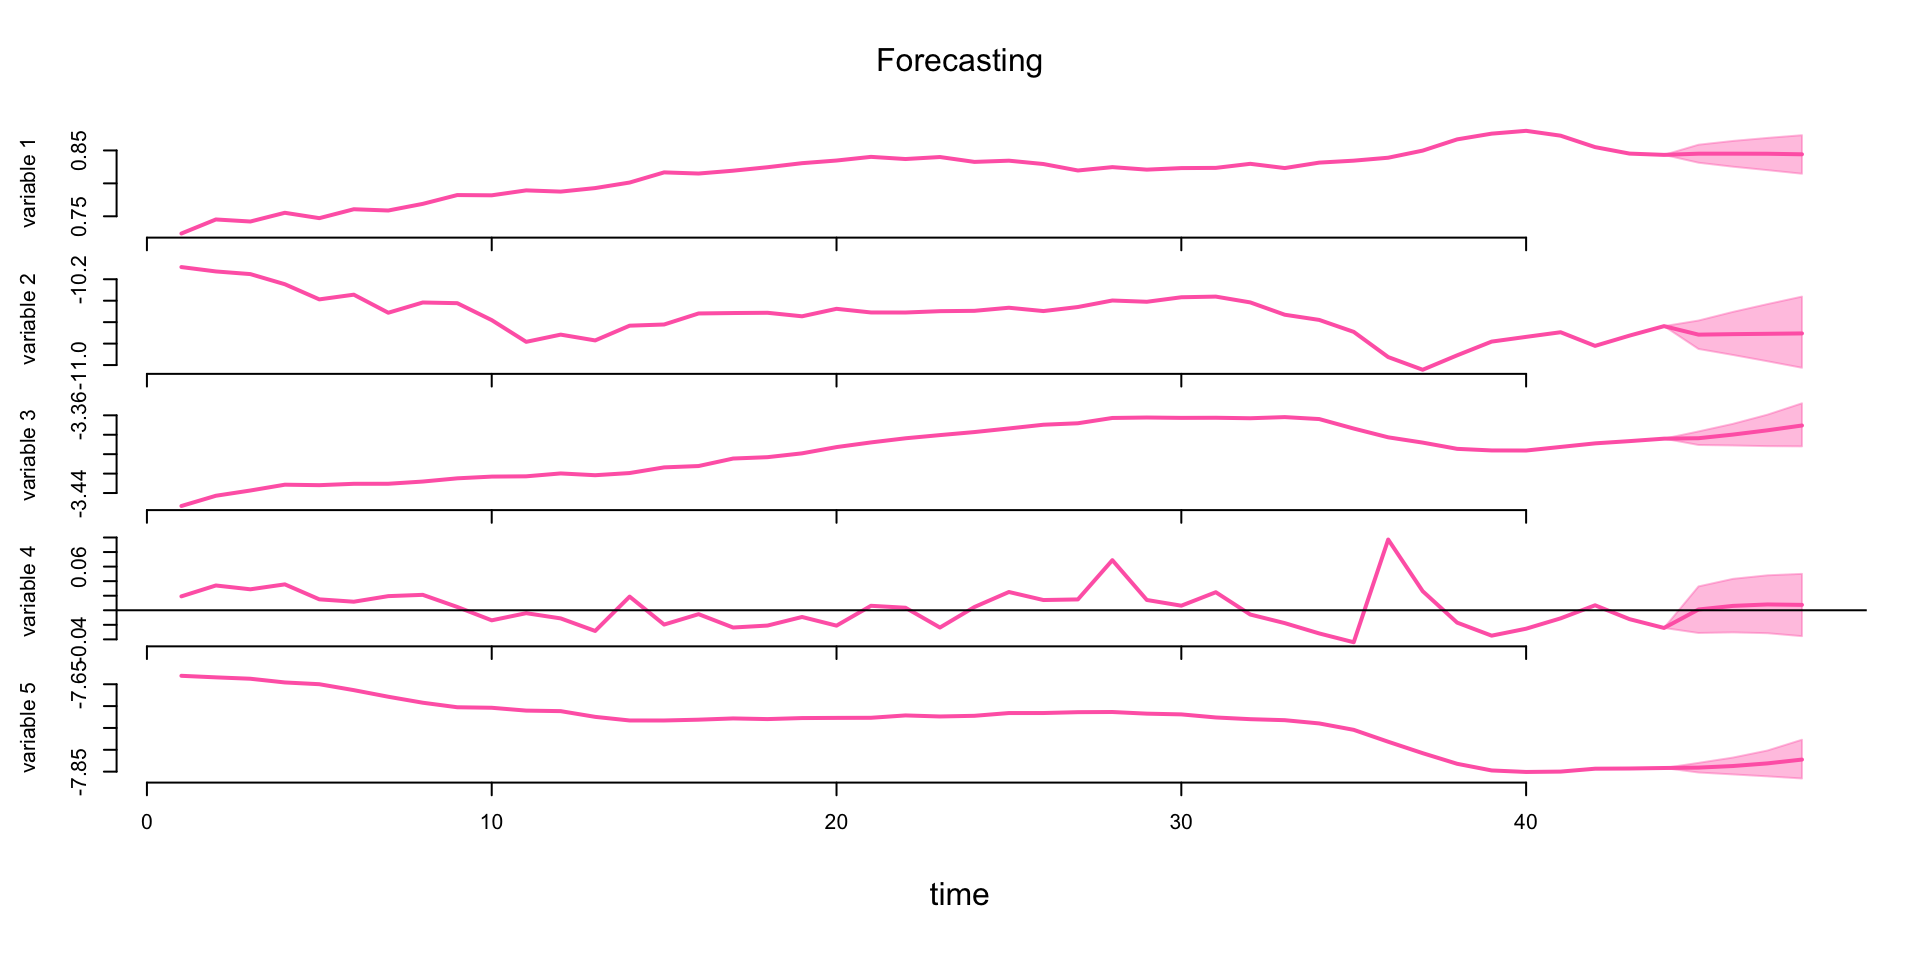 Forecasting
variable 1
0.75 0.85
variable 2
-11.0 -10.2
variable 3
-3.44 -3.36
variable 4
-0.04 0.06
variable 5
-7.85 -7.65
0 10 20 30 40
time